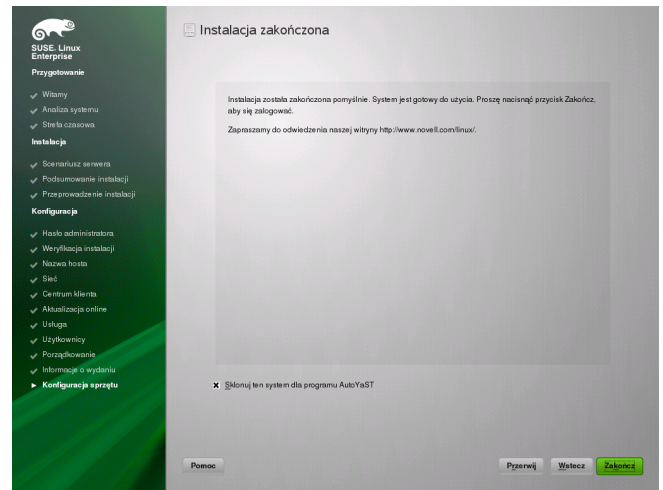 SUSE. Linux
Enterprise
Przygotowanie
Witamy
Analiza systemu
Strefa czasowa
Instalacja
Scenariusz serwera
Podsumowanie instalacji
Przeprowadzenie instalacji
Konfiguracja
Hasło administratora
Weryfikacja instalacji
Nazwa hosta
Sieć
Centrum klienta
Aktualizacja online
Usługa
Użytkownicy
Porządkowanie
Informacje o wydaniu
Konfiguracja sprzętu
Instalacja zakończona
Instalacja została zakończona pomyślnie. System jest gotowy do użycia. Proszę nacisnąć przycisk Zakończ,
aby się zalogować.
Zapraszamy do odwiedzenia naszej witryny http://www.novell.com/linux/.
Sklonuj ten system dla programu AutoYaST
Pomoc
Przerwij
Wstecz
Zakończ